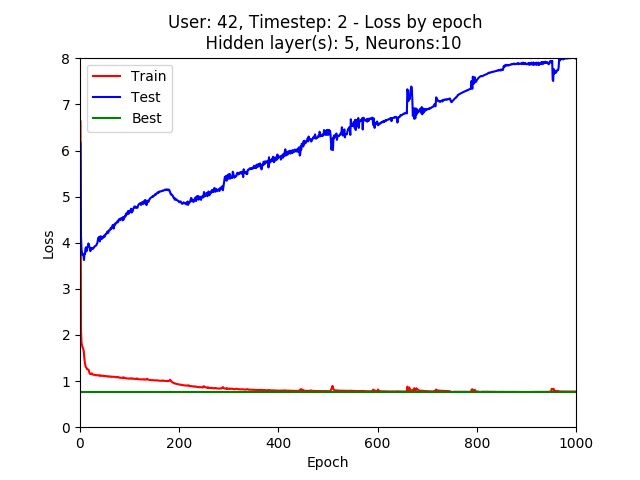 User: 42, Timestep: 2 - Loss by epoch
Hidden layer(s): 5, Neurons:10
Train
Test
Best
Loss
8
7
6
5
4
3
2
1
0
0 200 400 600 800 1000
Epoch